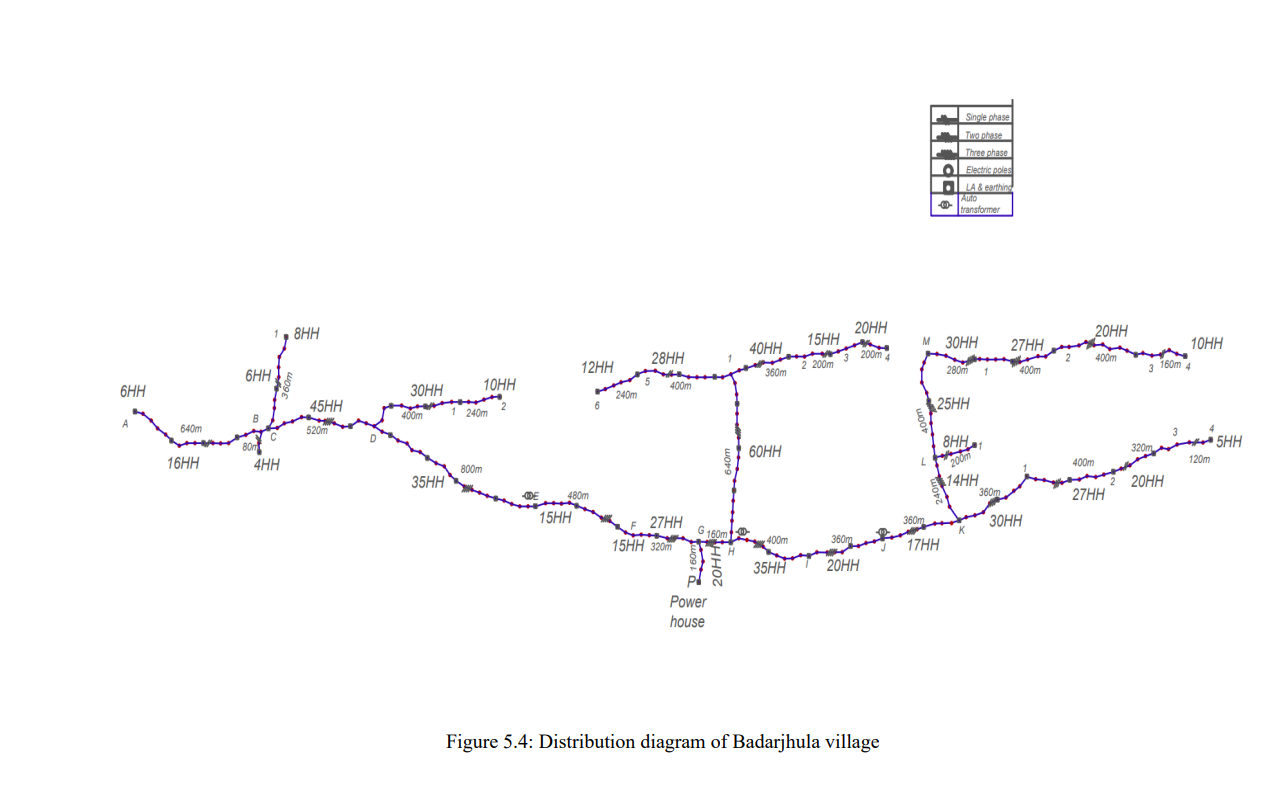 Single phase
Two phase
Three phase
Electric poles
LA & earthing
Auto
transformer
1 8HH
6HH
360m
6HH
A
640m
16HH
B
C
80m
4HH
45HH
520m
D
30HH
400m
1
240m
10HH
2
35HH
800m
E
15HH
480m
F
15HH
27HH
320m
G
160m
20HH
H
160m
P
Power
house
60HH
640m
12HH
6
240m
28HH
5
400m
1
40HH
360m
2
15HH
200m
3
20HH
200m
4
400m
35HH
I
360m
20HH
J
360m
17HH
K
240m
14HH
L
8HH
1
200m
25HH
400m
M
30HH
280m
1
27HH
400m
2
20HH
400m
3
160m
4
10HH
360m
30HH
1
400m
27HH
2
320m
20HH
3
120m
4
5HH
Figure 5.4: Distribution diagram of Badarjhula village